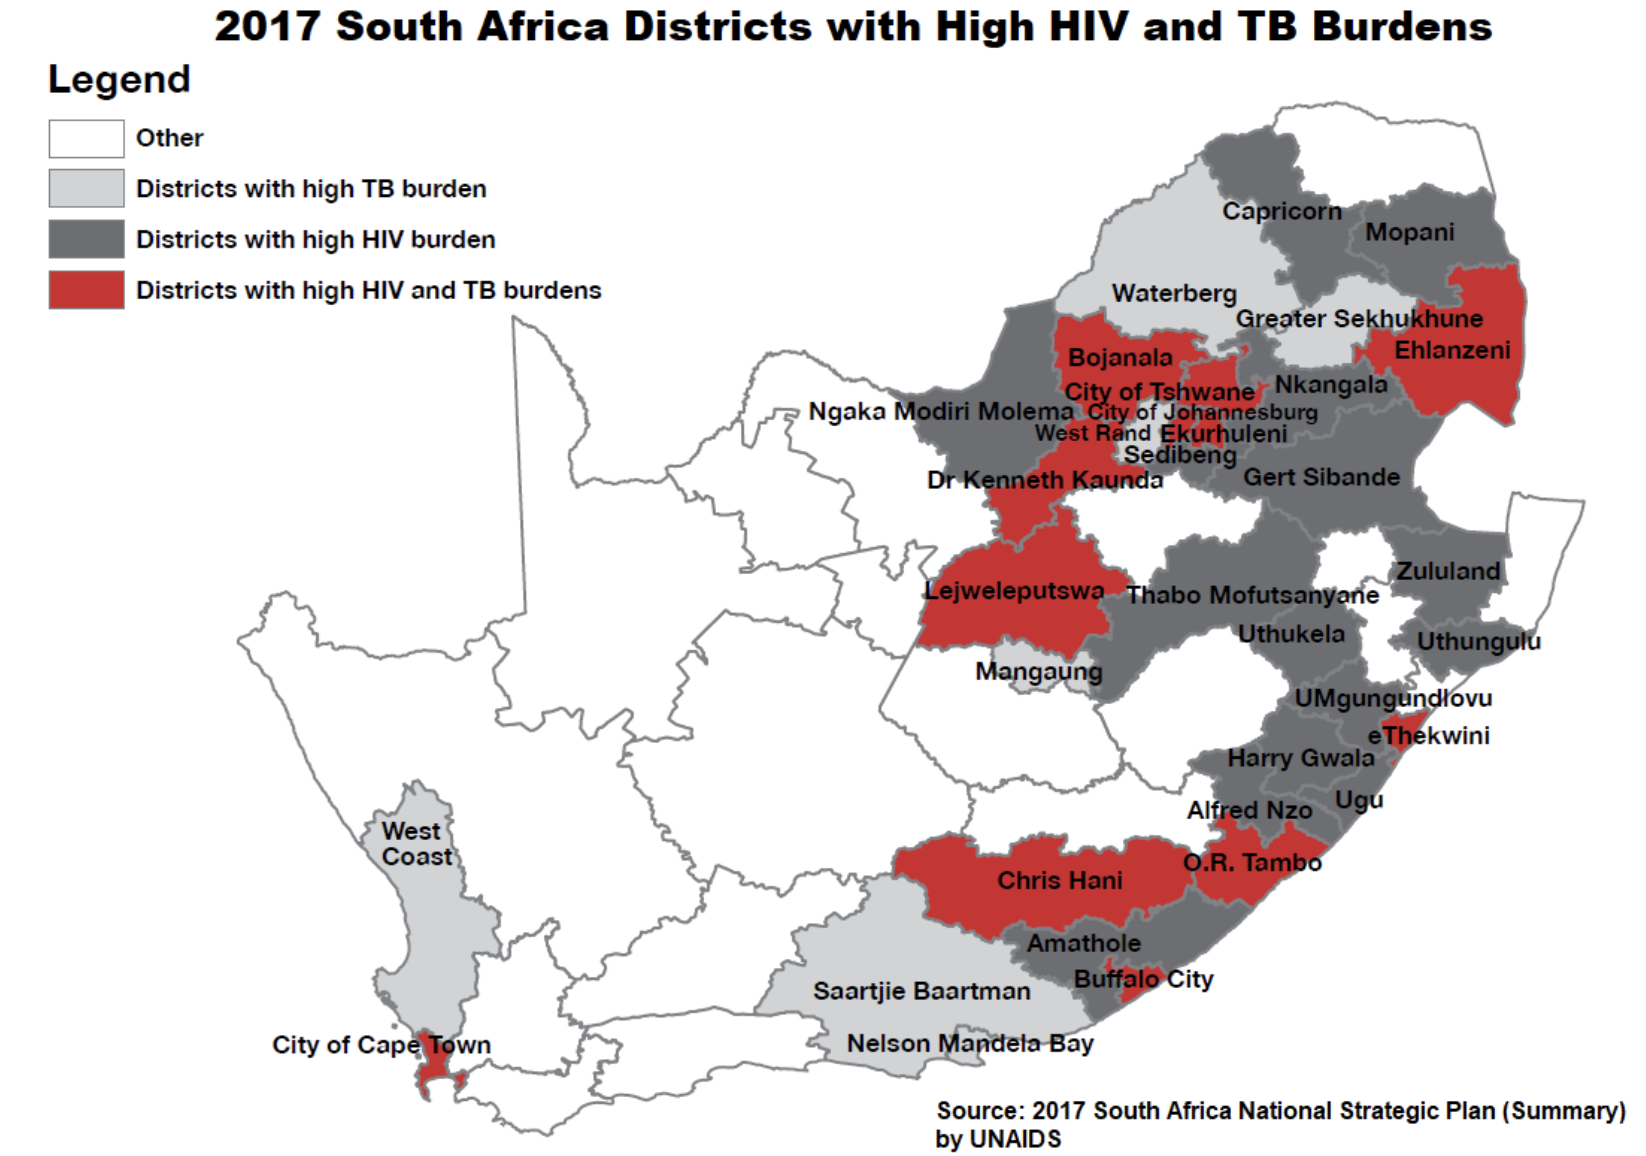 2017 South Africa Districts with High HIV and TB Burdens
Legend
Other
Districts with high TB burden
Districts with high HIV burden
Districts with high HIV and TB burdens
Capricorn
Mopani
Waterberg
Greater Sekhukhune
Ehlanzeni
Bojanala
City of Tshwane
Nkangala
Ngaka Modiri Molema
City of Johannesburg
West Rand
Ekurhuleni
Sedibeng
Dr Kenneth Kaunda
Gert Sibande
Zululand
Lejweleputswa
Thabo Mofutsanyane
Uthukela
Uthungulu
Mangaung
UMgungundlovu
eThekwini
Harry Gwala
Ugu
Alfred Nzo
West
Coast
O.R. Tambo
Chris Hani
Amathole
Buffalo City
Saartjie Baartman
City of Cape Town
Nelson Mandela Bay
Source: 2017 South Africa National Strategic Plan (Summary)
by UNAIDS